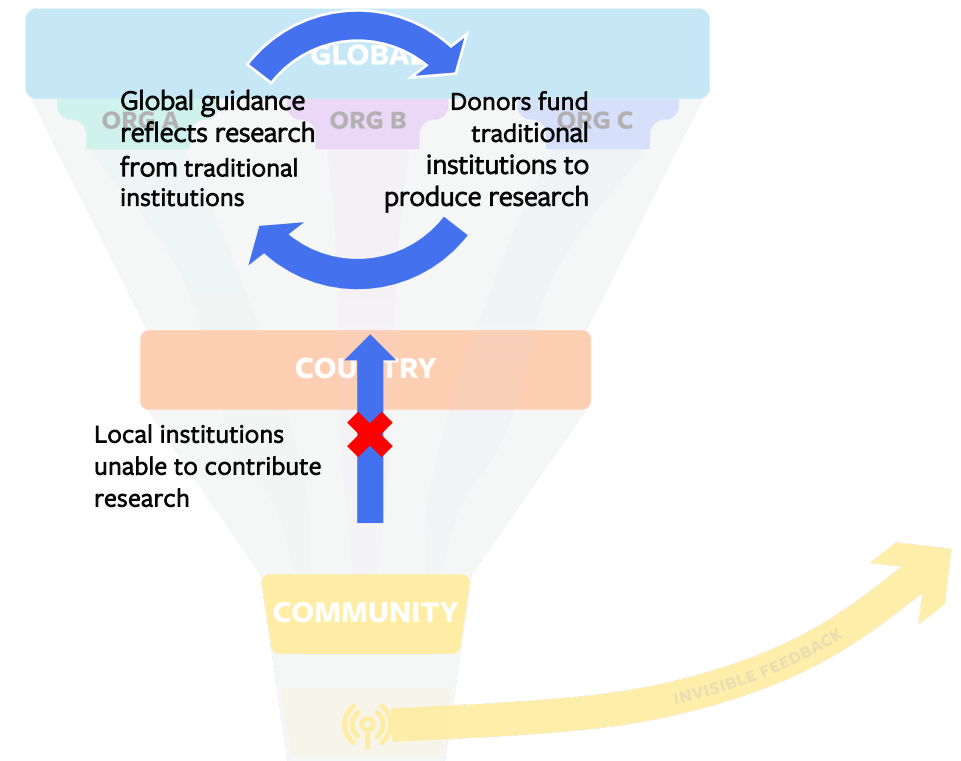 GLOBAL
Global guidance
reflects research
from traditional
institutions
ORG A
ORG B
ORG C
Donors fund
traditional
institutions to
produce research
COUNTRY
Local institutions
unable to contribute
research
COMMUNITY
INVISIBLE FEEDBACK